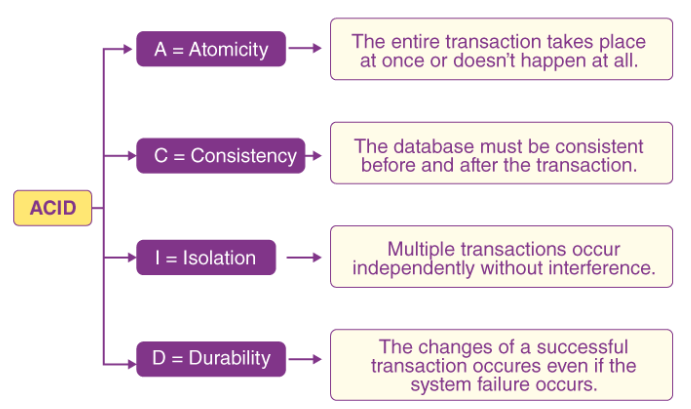 ACID
A = Atomicity
The entire transaction takes place
at once or doesn't happen at all.
C = Consistency
The database must be consistent
before and after the transaction.
I = Isolation
Multiple transactions occur
independently without interference.
D = Durability
The changes of a successful
transaction occures even if the
system failure occurs.